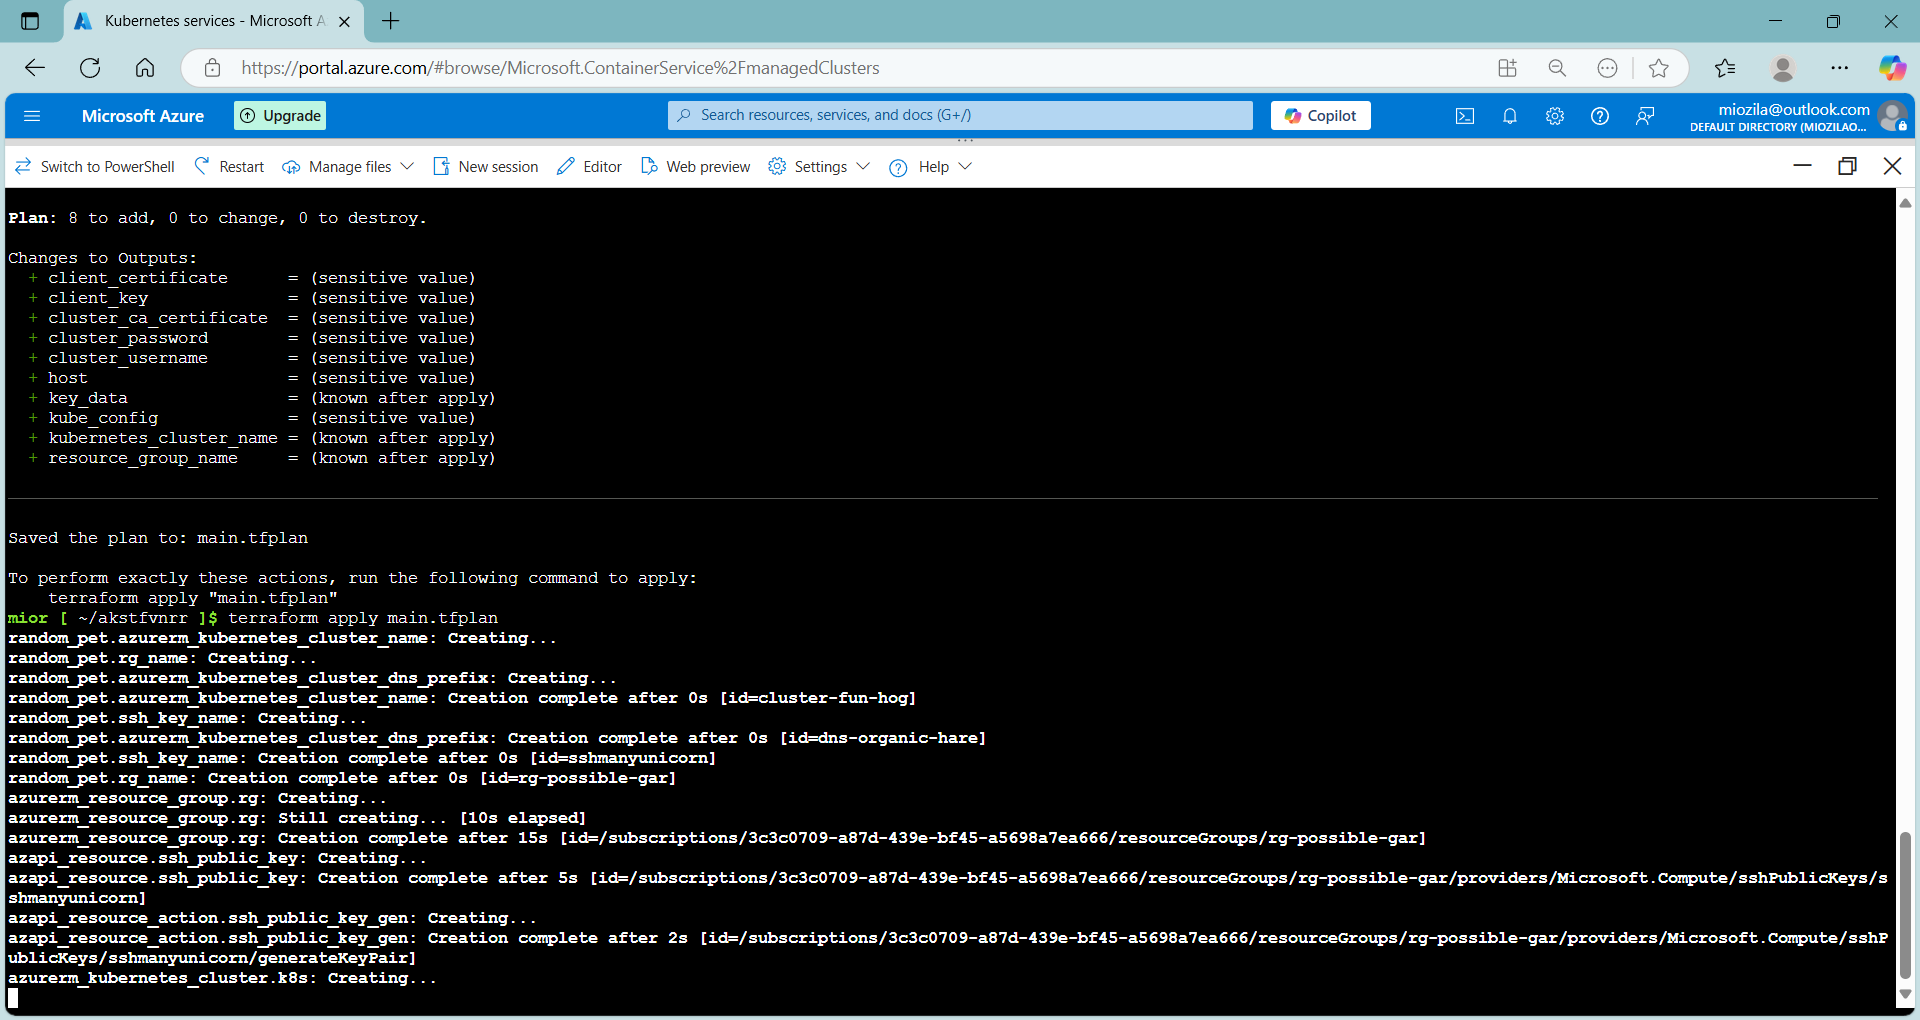 Kubernetes services - Microsoft A
https://portal.azure.com/#browse/Microsoft.ContainerService%2FmanagedClusters
Microsoft Azure
Upgrade
Search resources, services, and docs (G+/)
Copilot
miozila@outlook.com
DEFAULT DIRECTORY (MIOZILAO...
Switch to PowerShell
Restart
Manage files
New session
Editor
Web preview
Settings
Help
Plan: 8 to add, 0 to change, 0 to destroy.
Changes to Outputs:
+ client_certificate = (sensitive value)
+ client_key = (sensitive value)
+ cluster_ca_certificate = (sensitive value)
+ cluster_password = (sensitive value)
+ cluster_username = (sensitive value)
+ host = (sensitive value)
+ key_data = (known after apply)
+ kube_config = (sensitive value)
+ kubernetes_cluster_name = (known after apply)
+ resource_group_name = (known after apply)
Saved the plan to: main.tfplan
To perform exactly these actions, run the following command to apply:
terraform apply "main.tfplan"
mior [ ~/akstfvnrr ]$ terraform apply main.tfplan
random_pet.azurerm_kubernetes_cluster_name: Creating...
random_pet.rg_name: Creating...
random_pet.azurerm_kubernetes_cluster_dns_prefix: Creating...
random_pet.azurerm_kubernetes_cluster_name: Creation complete after 0s [id=cluster-fun-hog]
random_pet.ssh_key_name: Creating...
random_pet.azurerm_kubernetes_cluster_dns_prefix: Creation complete after 0s [id=dns-organic-hare]
random_pet.ssh_key_name: Creation complete after 0s [id=sshmanyunicorn]
random_pet.rg_name: Creation complete after 0s [id=rg-possible-gar]
azurerm_resource_group.rg: Creating...
azurerm_resource_group.rg: Still creating... [10s elapsed]
azurerm_resource_group.rg: Creation complete after 15s [id=/subscriptions/3c3c0709-a87d-439e-bf45-a5698a7ea666/resourceGroups/rg-possible-gar]
azapi_resource.ssh_public_key: Creating...
azapi_resource.ssh_public_key: Creation complete after 5s [id=/subscriptions/3c3c0709-a87d-439e-bf45-a5698a7ea666/resourceGroups/rg-possible-gar/providers/Microsoft.Compute/sshPublicKeys/s
shmanyunicorn]
azapi_resource_action.ssh_public_key_gen: Creating...
azapi_resource_action.ssh_public_key_gen: Creation complete after 2s [id=/subscriptions/3c3c0709-a87d-439e-bf45-a5698a7ea666/resourceGroups/rg-possible-gar/providers/Microsoft.Compute/sshP
ublicKeys/sshmanyunicorn/generateKeyPair]
azurerm_kubernetes_cluster.k8s: Creating...